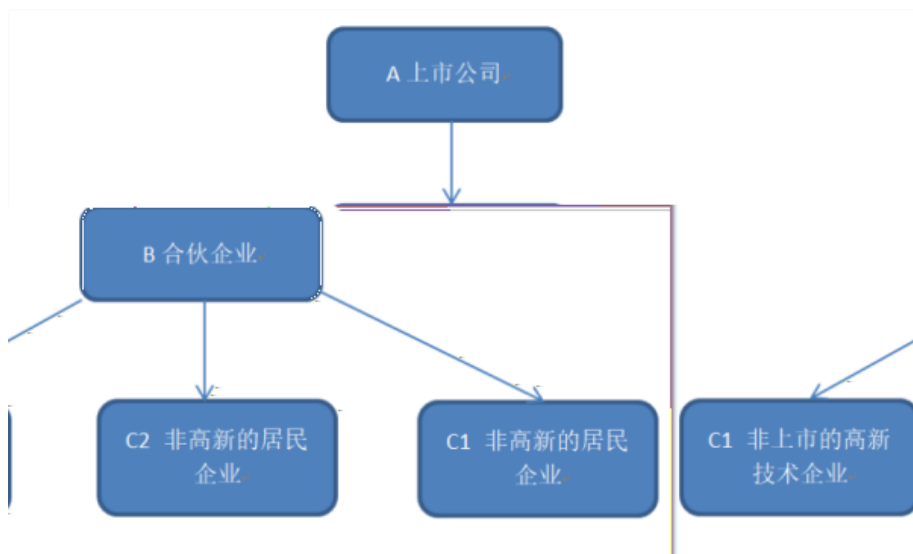 A 上市公司
B 合伙企业
C2 非高新的居民
企业
C1 非高新的居民
企业
C1 非上市的高新
技术企业